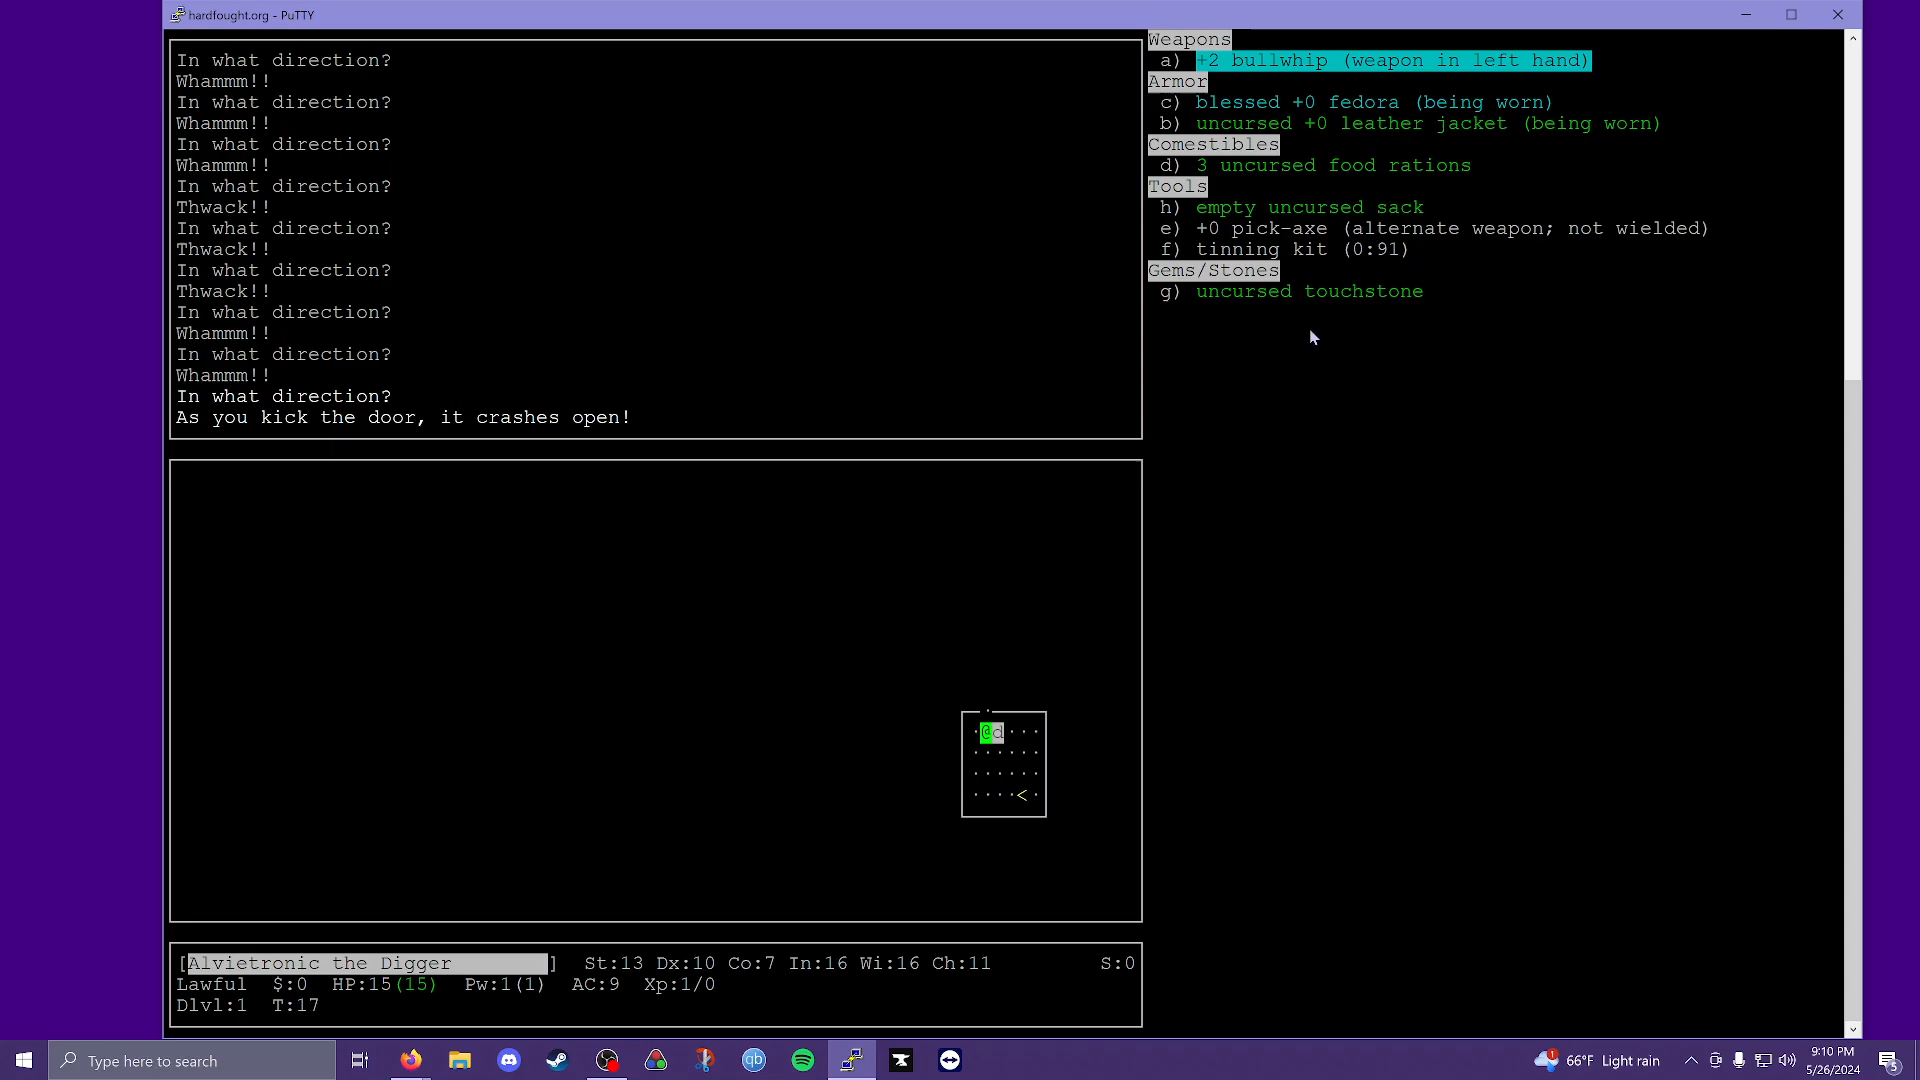 hardfought.org - PuTTY
In what direction?
Whammm!!
In what direction?
Whammm!!
In what direction?
Whammm!!
In what direction?
Thwack!!
In what direction?
Thwack!!
In what direction?
Thwack!!
In what direction?
Whammm!!
In what direction?
Whammm!!
In what direction?
As you kick the door, it crashes open!
Weapons
a) +2 bullwhip (weapon in left hand)
Armor
c) blessed +0 fedora (being worn)
b) uncursed +0 leather jacket (being worn)
Comestibles
d) 3 uncursed food rations
Tools
h) empty uncursed sack
e) +0 pick-axe (alternate weapon; not wielded)
f) tinning kit (0:91)
Gems/Stones
g) uncursed touchstone
·
·@d···
······
······
····<·
[Alvietronic the Digger ] St:13 Dx:10 Co:7 In:16 Wi:16 Ch:11 S:0
Lawful $:0 HP:15(15) Pw:1(1) AC:9 Xp:1/0
Dlvl:1 T:17
Type here to search
qb
66°F Light rain
9:10 PM
5/26/2024
5